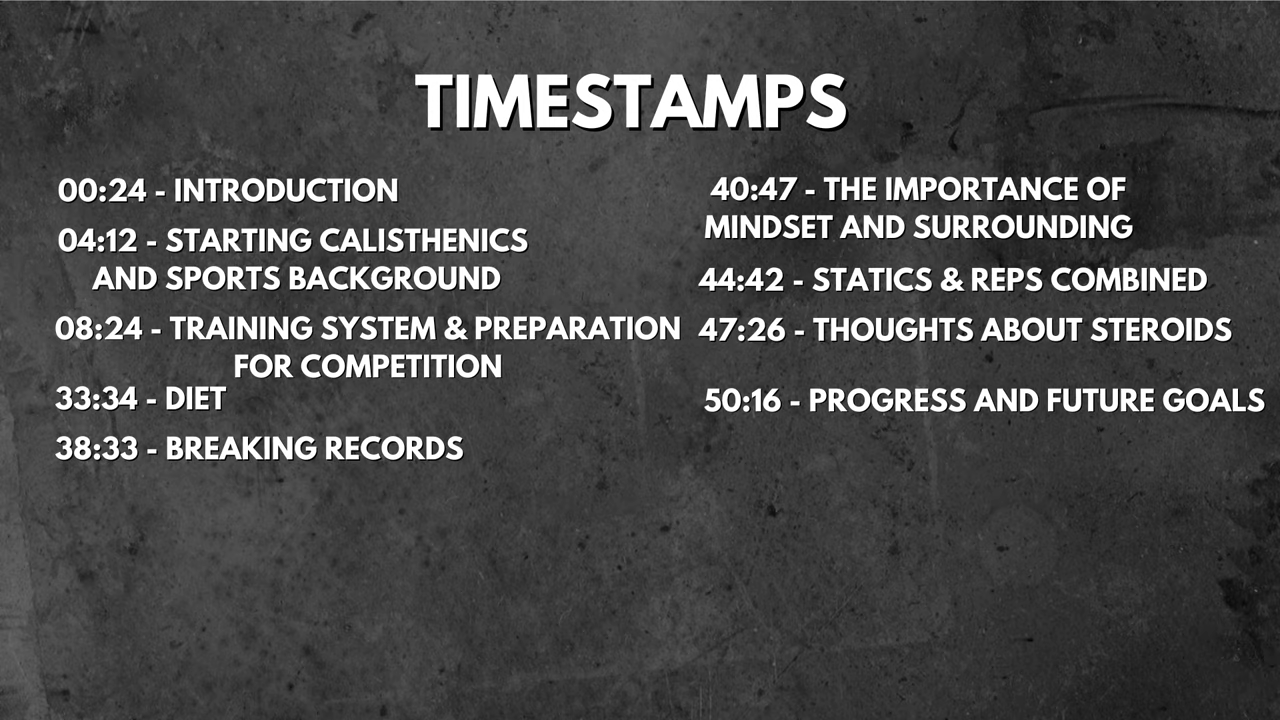 TIMESTAMPS
00:24 - INTRODUCTION
04:12 - STARTING CALISTHENICS
AND SPORTS BACKGROUND
08:24 - TRAINING SYSTEM & PREPARATION
FOR COMPETITION
33:34 - DIET
38:33 - BREAKING RECORDS
40:47 - THE IMPORTANCE OF
MINDSET AND SURROUNDING
44:42 - STATICS & REPS COMBINED
47:26 - THOUGHTS ABOUT STEROIDS
50:16 - PROGRESS AND FUTURE GOALS